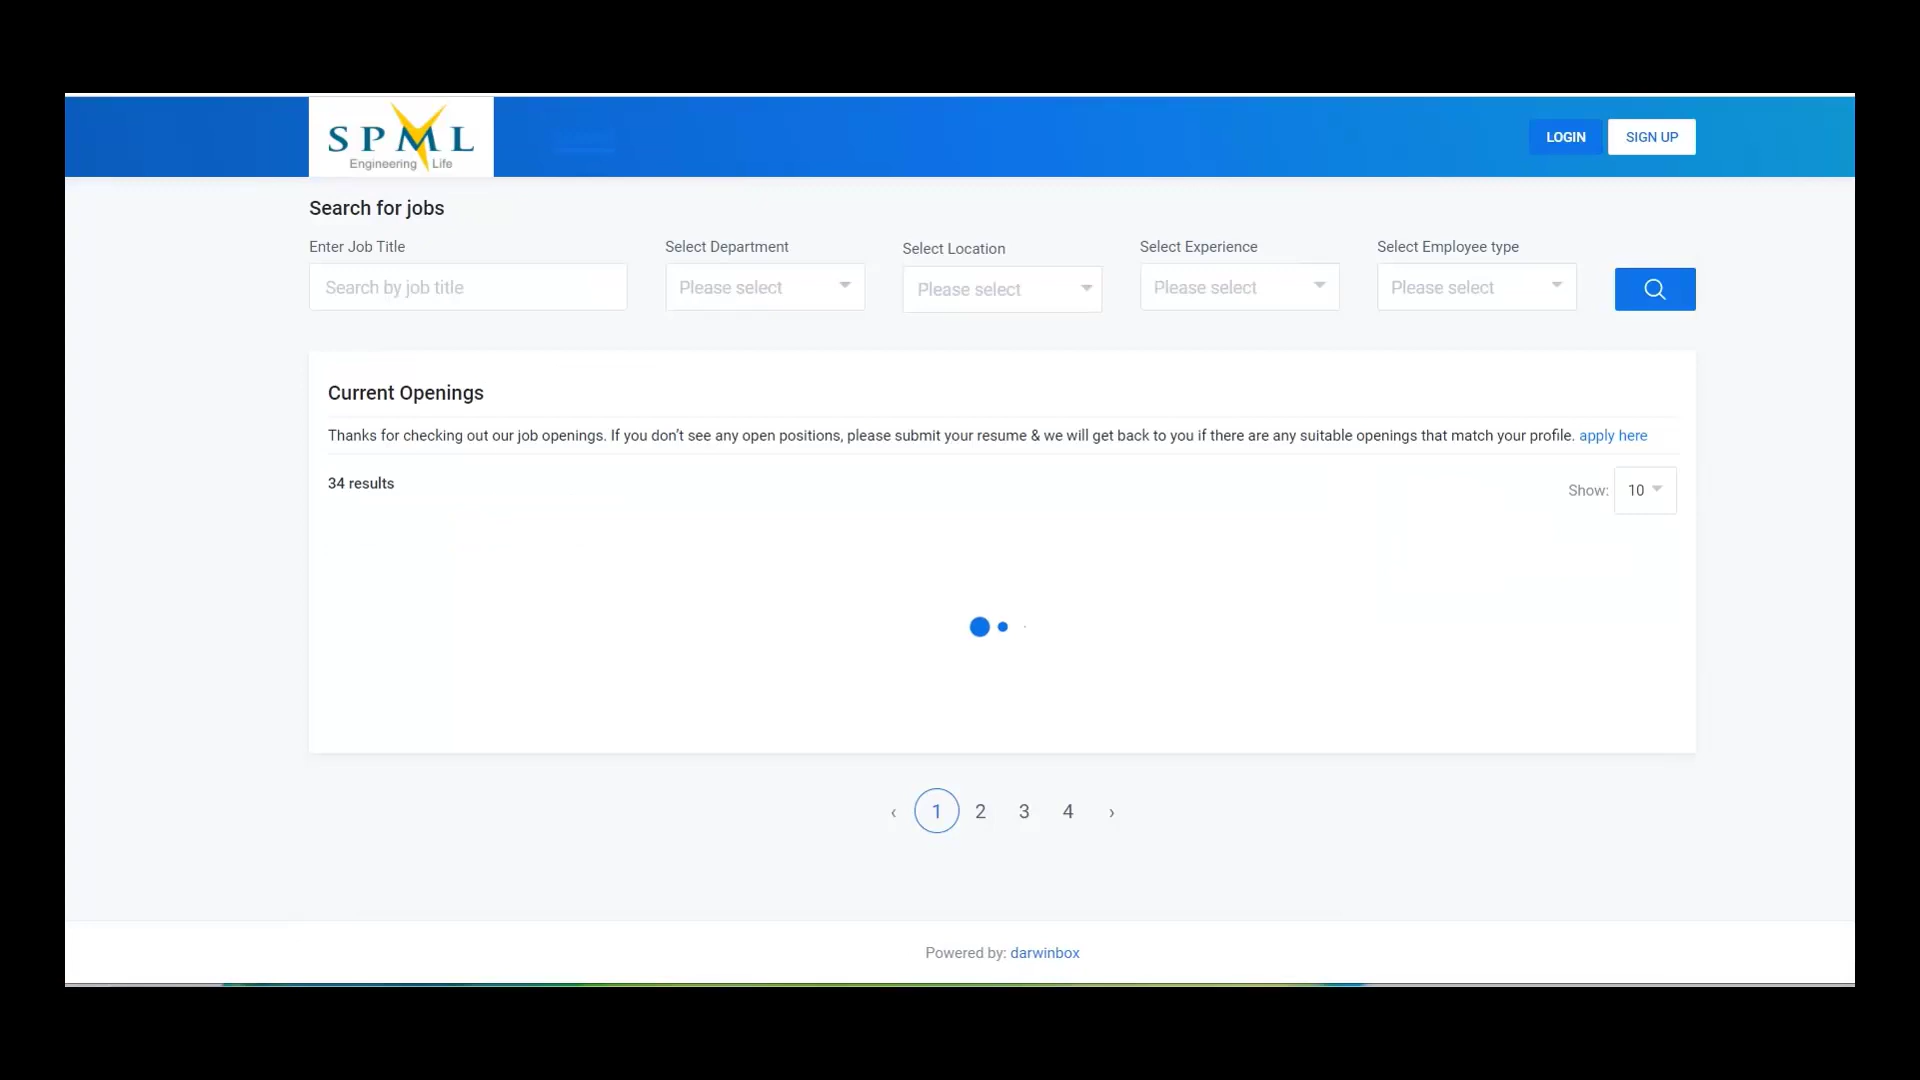 SPML
Engineering Life
LOGIN
SIGN UP
Search for jobs
Enter Job Title
Select Department
Select Location
Select Experience
Select Employee type
Search by job title
Please select
Please select
Please select
Please select
Current Openings
Thanks for checking out our job openings. If you don’t see any open positions, please submit your resume & we will get back to you if there are any suitable openings that match your profile. apply here
34 results
Show: 10
‹ 1 2 3 4 ›
Powered by: darwinbox